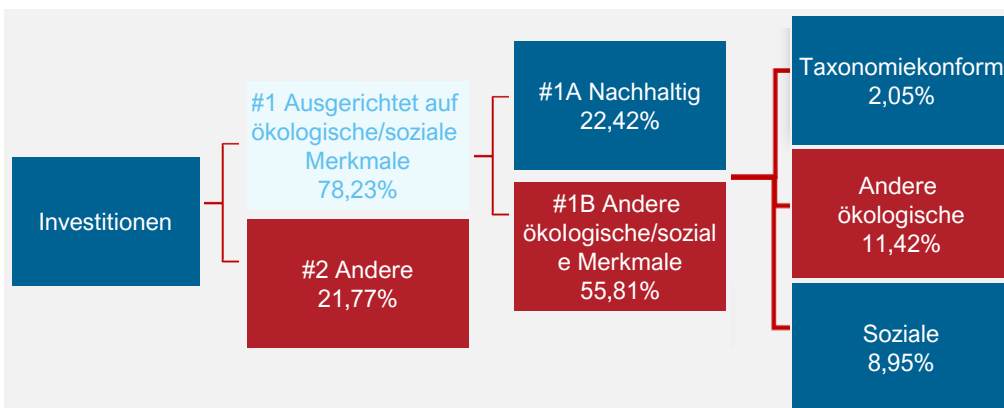 Investitionen
#1 Ausgerichtet auf
ökologische/soziale
Merkmale
78,23%
#2 Andere
21,77%
#1A Nachhaltig
22,42%
#1B Andere
ökologische/sozial
e Merkmale
55,81%
Taxonomiekonform
2,05%
Andere
ökologische
11,42%
Soziale
8,95%